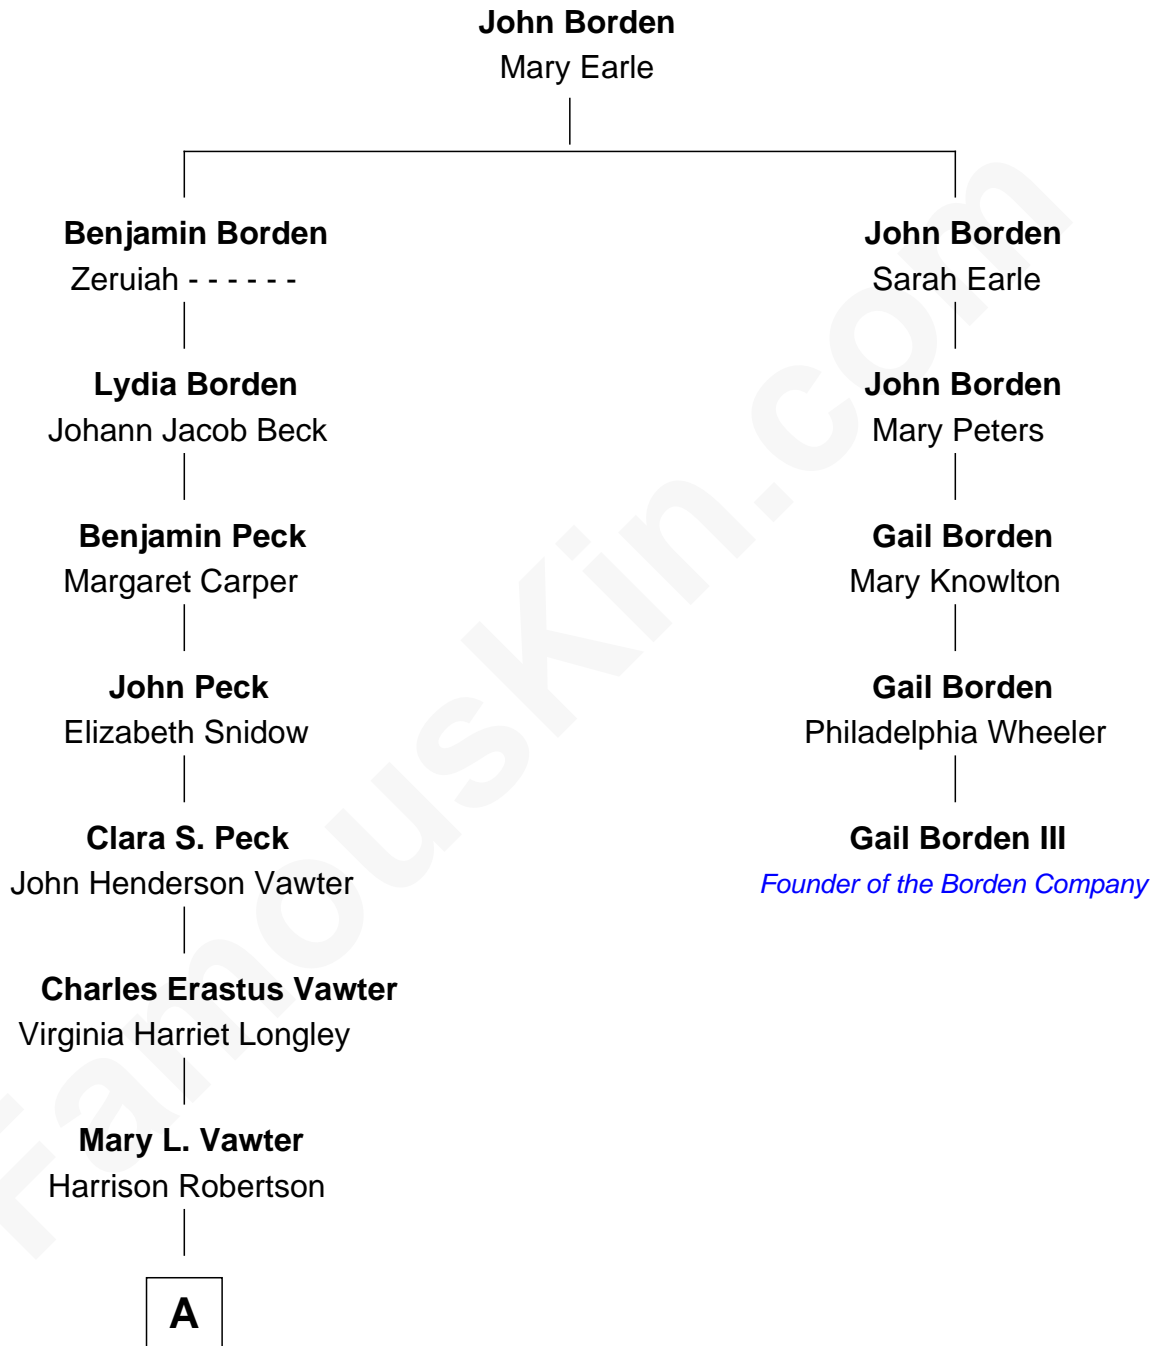 John Borden
Mary Earle
Benjamin Borden
Zeruiah - - - - - -
John Borden
Sarah Earle
Lydia Borden
Johann Jacob Beck
John Borden
Mary Peters
Benjamin Peck
Margaret Carper
Gail Borden
Mary Knowlton
John Peck
Elizabeth Snidow
Gail Borden
Philadelphia Wheeler
Clara S. Peck
John Henderson Vawter
Gail Borden III
Founder of the Borden Company
Charles Erastus Vawter
Virginia Harriet Longley
Mary L. Vawter
Harrison Robertson
A
FamousKin.com